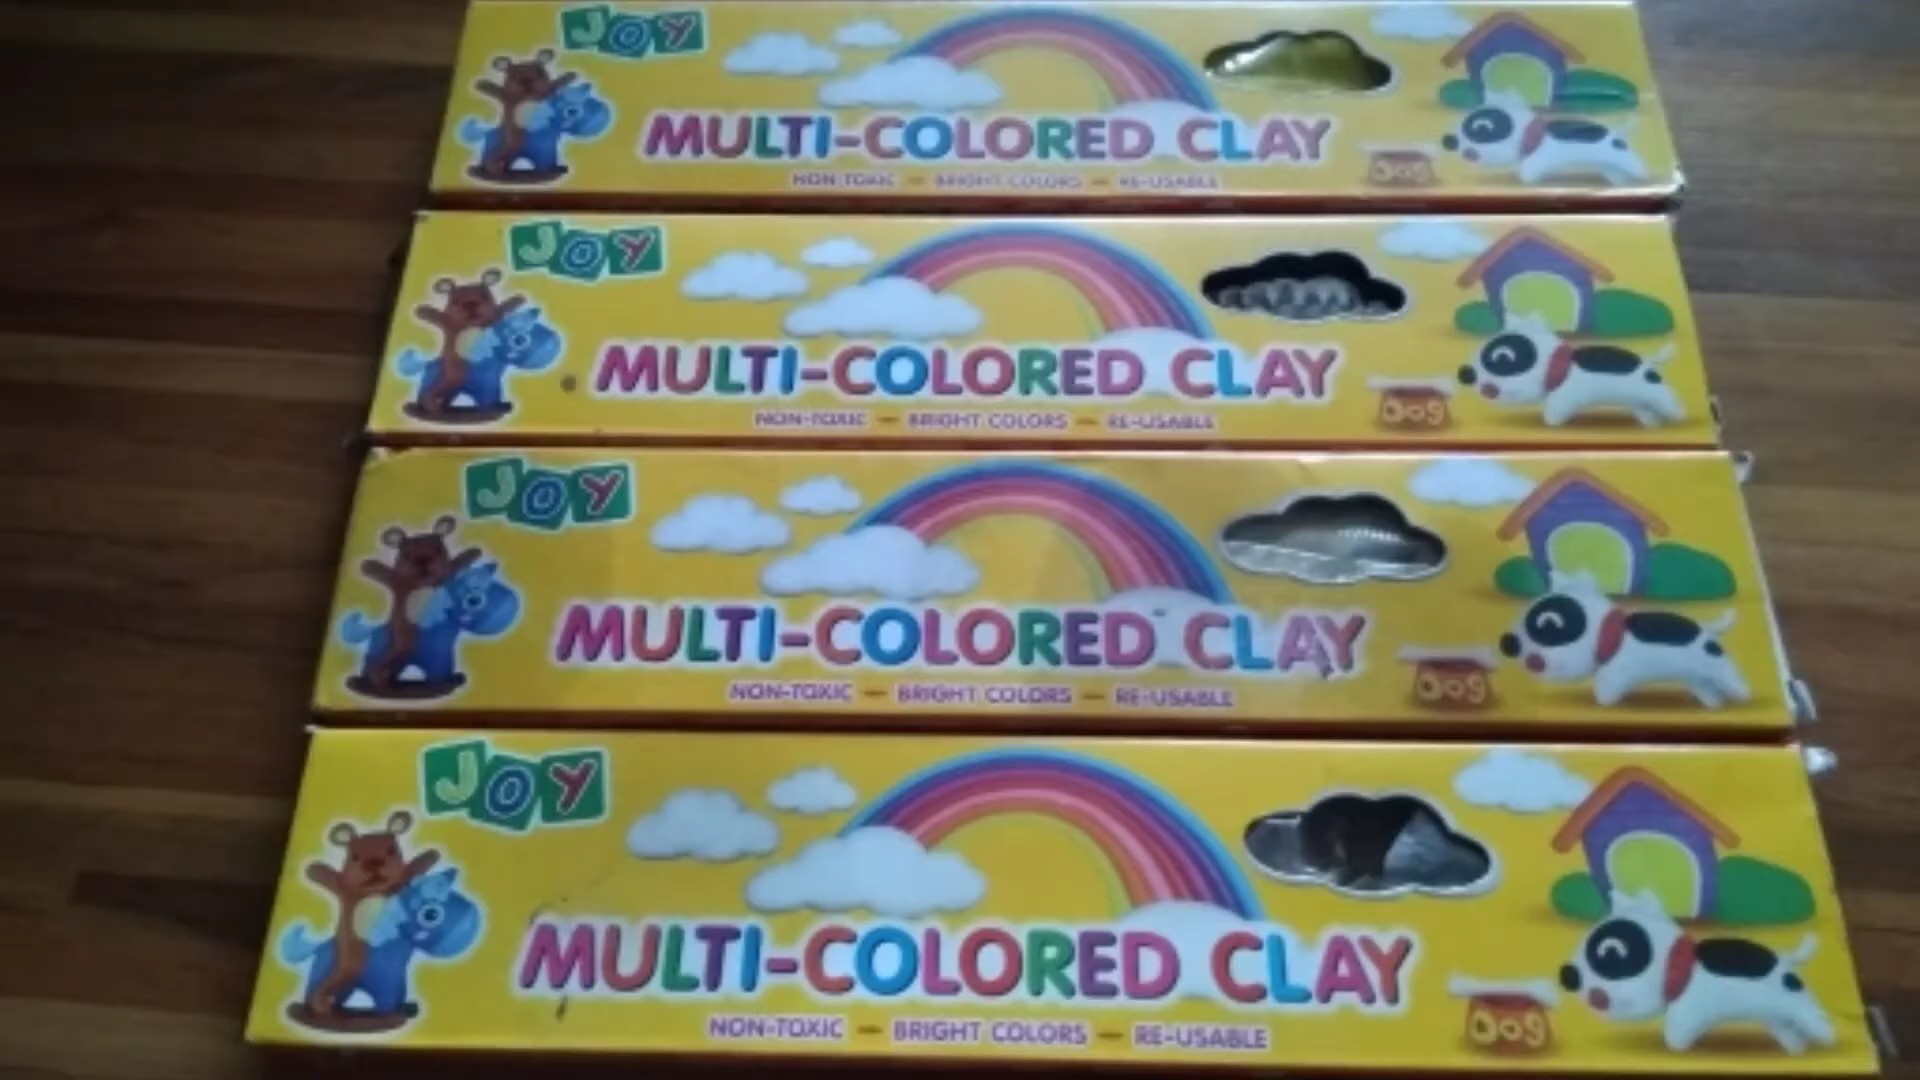 JOY
MULTI-COLORED CLAY
NON-TOXIC — BRIGHT COLORS — RE-USABLE
DOG
JOY
MULTI-COLORED CLAY
NON-TOXIC — BRIGHT COLORS — RE-USABLE
DOG
JOY
MULTI-COLORED CLAY
NON-TOXIC — BRIGHT COLORS — RE-USABLE
DOG
JOY
MULTI-COLORED CLAY
NON-TOXIC — BRIGHT COLORS — RE-USABLE
DOG